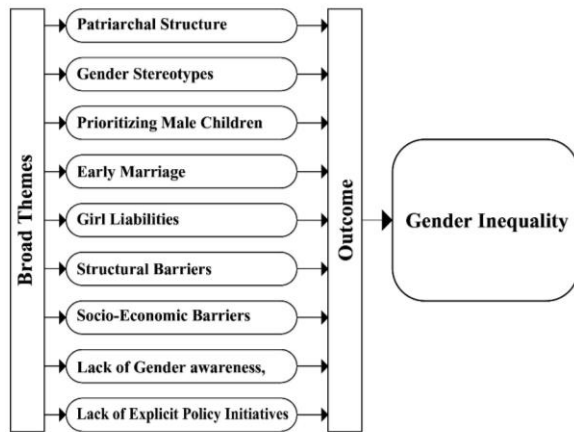 Broad Themes
Patriarchal Structure
Gender Stereotypes
Prioritizing Male Children
Early Marriage
Girl Liabilities
Structural Barriers
Socio-Economic Barriers
Lack of Gender awareness,
Lack of Explicit Policy Initiatives
Outcome
Gender Inequality